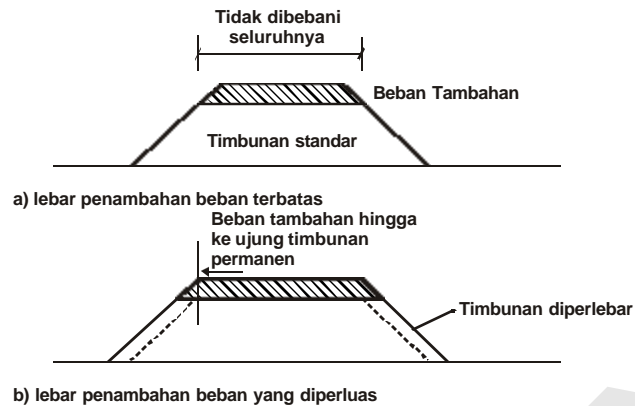 Tidak dibebani
seluruhnya
Beban Tambahan
Timbunan standar
a) lebar penambahan beban terbatas
Beban tambahan hingga
ke ujung timbunan
permanen
Timbunan diperlebar
b) lebar penambahan beban yang diperluas